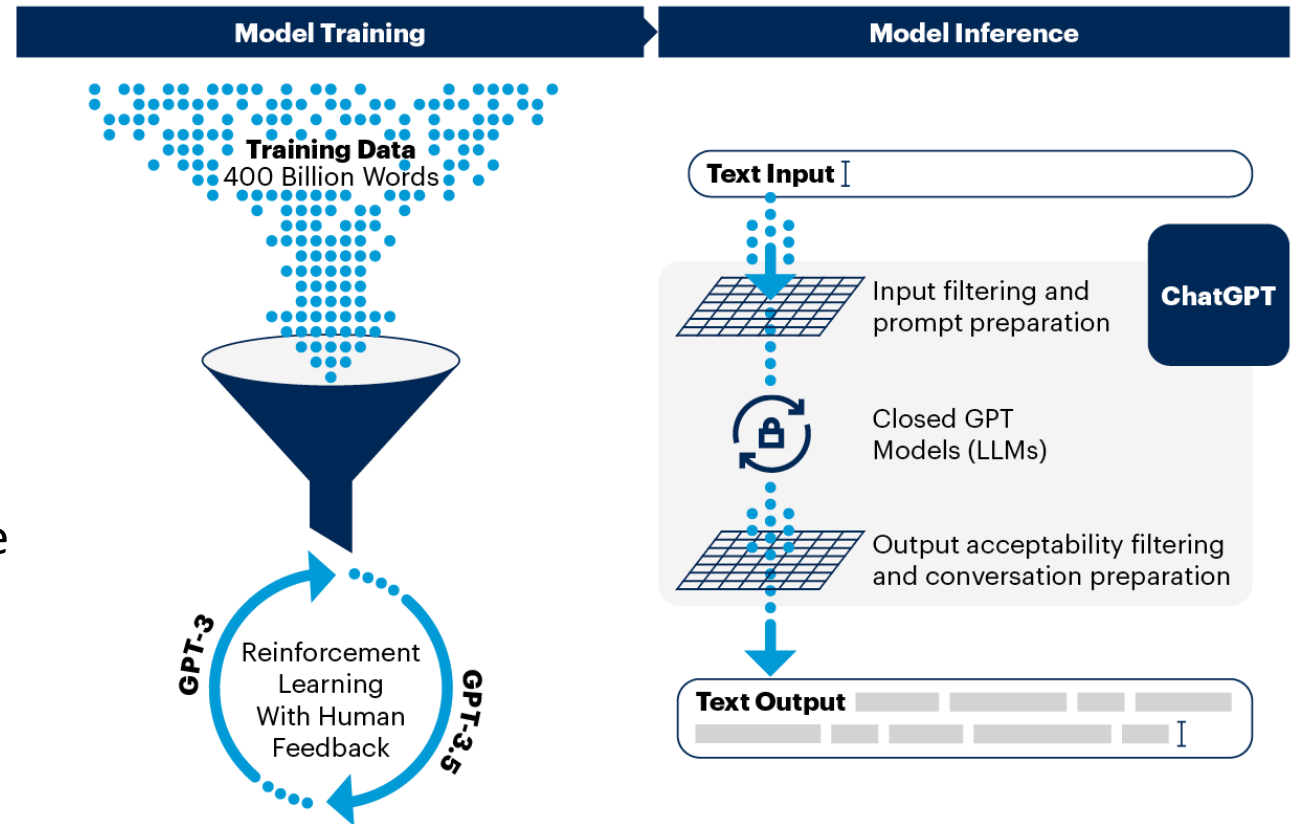 Model Training
Model Inference
Training Data
400 Billion Words
e
GPT-3
Reinforcement
Learning
With Human
Feedback
GPT-3.5
Text Input
ChatGPT
Input filtering and
prompt preparation
Closed GPT
Models (LLMs)
Output acceptability filtering
and conversation preparation
Text Output